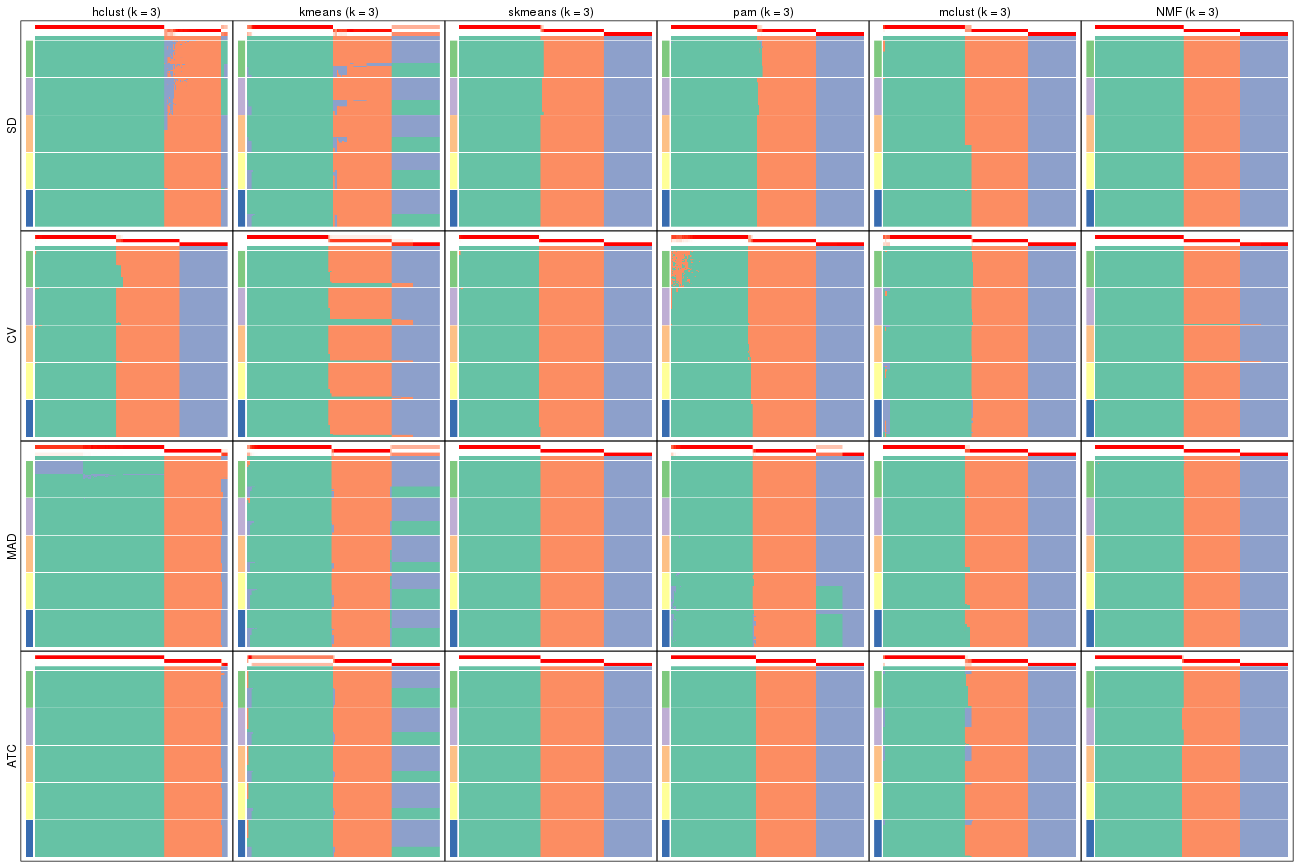 hclust (k = 3) kmeans (k = 3) skmeans (k = 3) pam (k = 3) mclust (k = 3) NMF (k = 3)
SD
CV
MAD
ATC